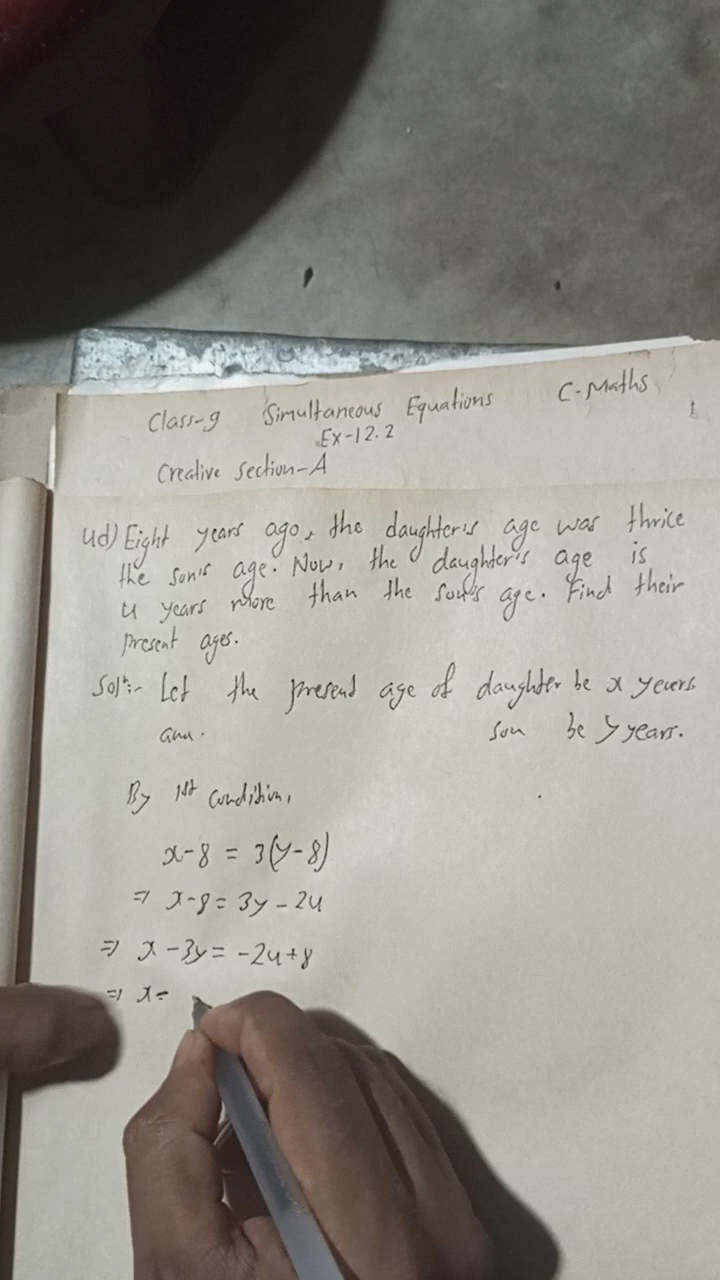 Class-9 Simultaneous Equations C-Maths
Ex-12.2
Creative section-A
4d) Eight years ago, the daughter's age was thrice
the son's age. Now, the daughter's age is
4 years more than the son's age. Find their
present ages.
Solⁿ:- Let the present age of daughter be x years
and son be y years.
By 1st condition,
x-8 = 3(y-8)
⇒ x-8 = 3y - 24
⇒ x - 3y = -24+8
⇒ x =